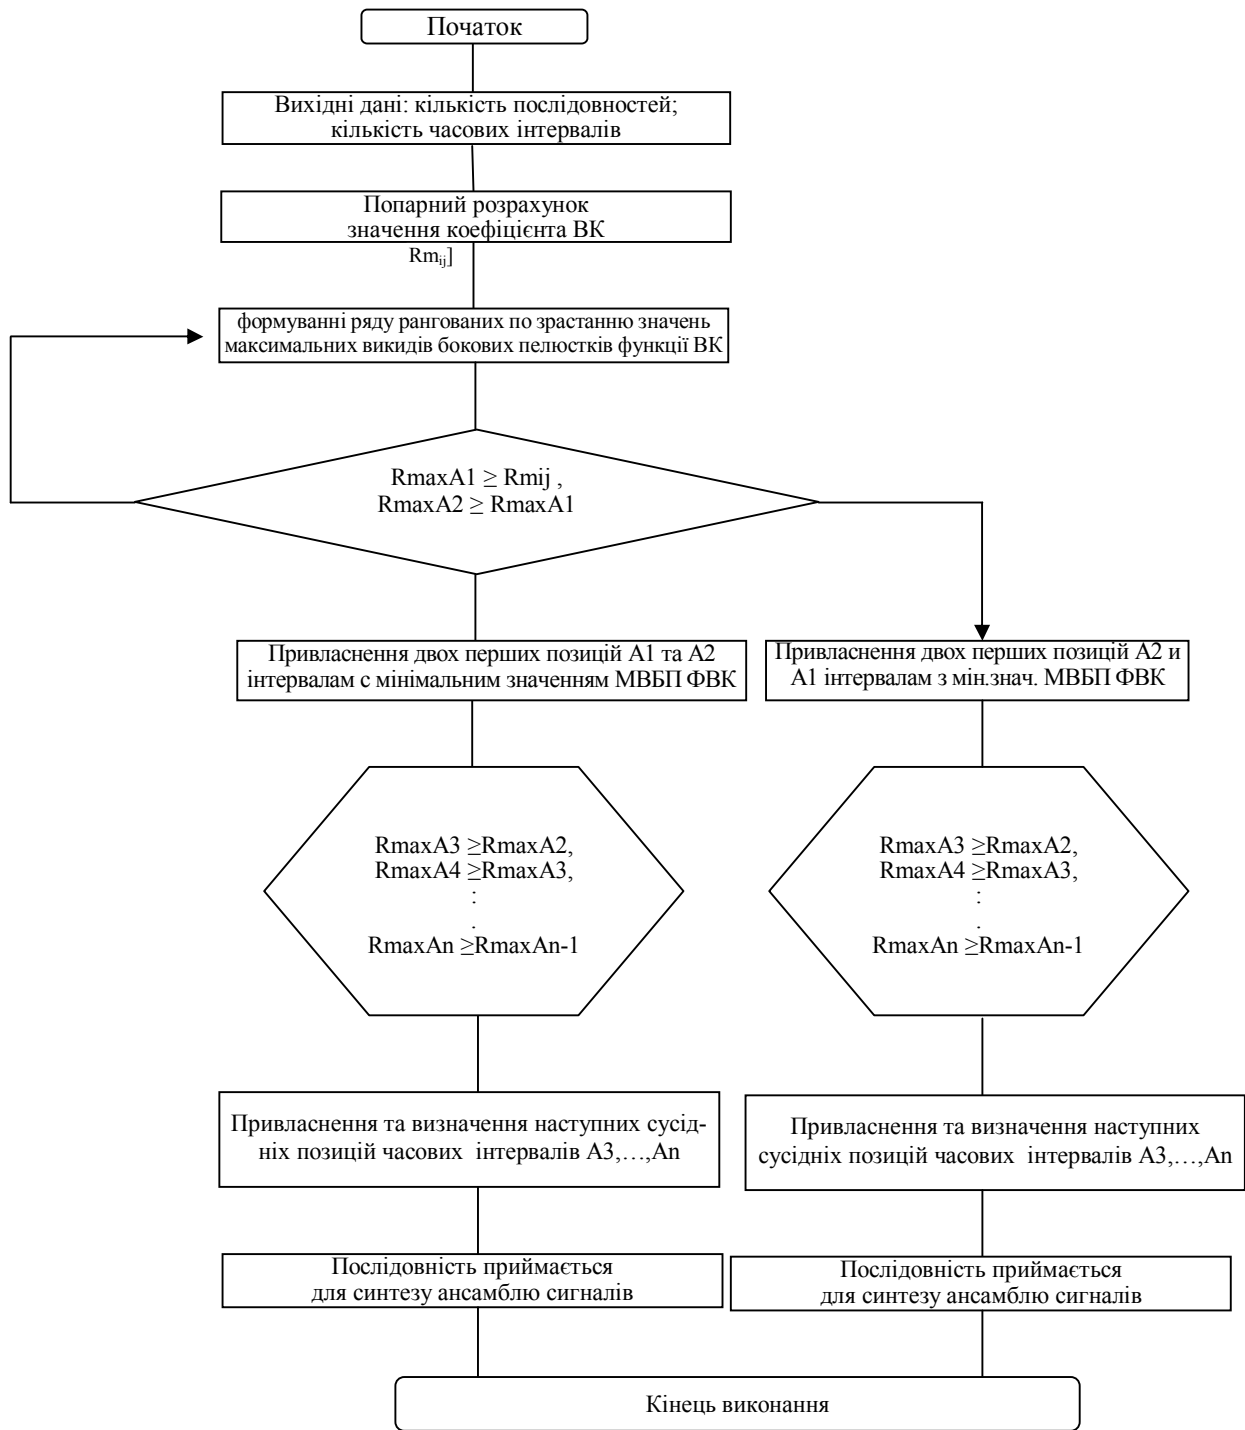 Початок
Вихідні дані: кількість послідовностей;
кількість часових інтервалів
Попарний розрахунок
значення коефіцієнта ВК
Rmij]
формуванні ряду рангованих по зрастанню значень
максимальних викидів бокових пелюстків функції ВК
RmaxA1 ≥ Rmij ,
RmaxA2 ≥ RmaxA1
Привласнення двох перших позицій А1 та А2
інтервалам с мінімальним значенням МВБП ФВК
Привласнення двох перших позицій А2 и
А1 інтервалам з мін.знач. МВБП ФВК
RmaxA3 ≥RmaxA2,
RmaxA4 ≥RmaxA3,
:
.
RmaxAn ≥RmaxAn-1
RmaxA3 ≥RmaxA2,
RmaxA4 ≥RmaxA3,
:
.
RmaxAn ≥RmaxAn-1
Привласнення та визначення наступних сусід-
ніх позицій часових інтервалів А3,…,Аn
Привласнення та визначення наступних
сусідніх позицій часових інтервалів А3,…,Аn
Послідовність приймається
для синтезу ансамблю сигналів
Послідовність приймається
для синтезу ансамблю сигналів
Кінець виконання